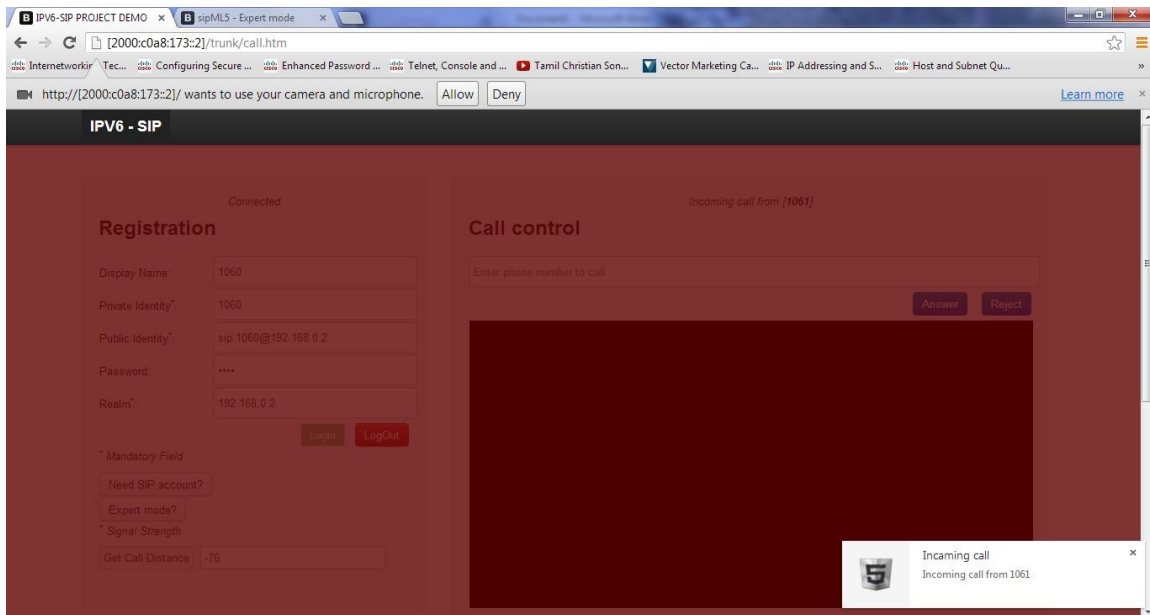 IPV6-SIP PROJECT DEMO
sipML5 - Expert mode
[2000:c0a8:173::2]/trunk/call.htm
Internetworkin Tec... Configuring Secure ... Enhanced Password ... Telnet, Console and ... Tamil Christian Son... Vector Marketing Ca... IP Addressing and S... Host and Subnet Qu... »
http://[2000:c0a8:173::2]/ wants to use your camera and microphone. Allow Deny Learn more
IPV6 - SIP
Connected
Registration
Display Name: 1060
Private Identity*: 1060
Public Identity*: sip:1060@192.168.0.2
Password: ••••
Realm*: 192.168.0.2
Login LogOut
* Mandatory Field
Need SIP account?
Expert mode?
* Signal Strength
Get Call Distance -76
Incoming call from [1061]
Call control
Enter phone number to call
Answer Reject
Incaming call
Incoming call from 1061